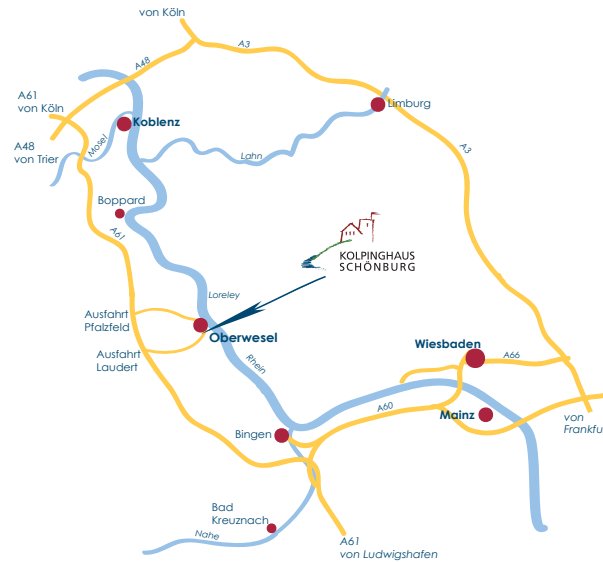 von Köln
A3
A48
A61
von Köln
Koblenz
Limburg
A48
von Trier
Mosel
Lahn
A3
Boppard
A61
KOLPINGHAUS
SCHÖNBURG
Loreley
Ausfahrt
Pfalzfeld
Oberwesel
Wiesbaden
Ausfahrt
Laudert
Rhein
A66
A60
Mainz
von
Frankfu
Bingen
Bad
Kreuznach
Nahe
A61
von Ludwigshafen